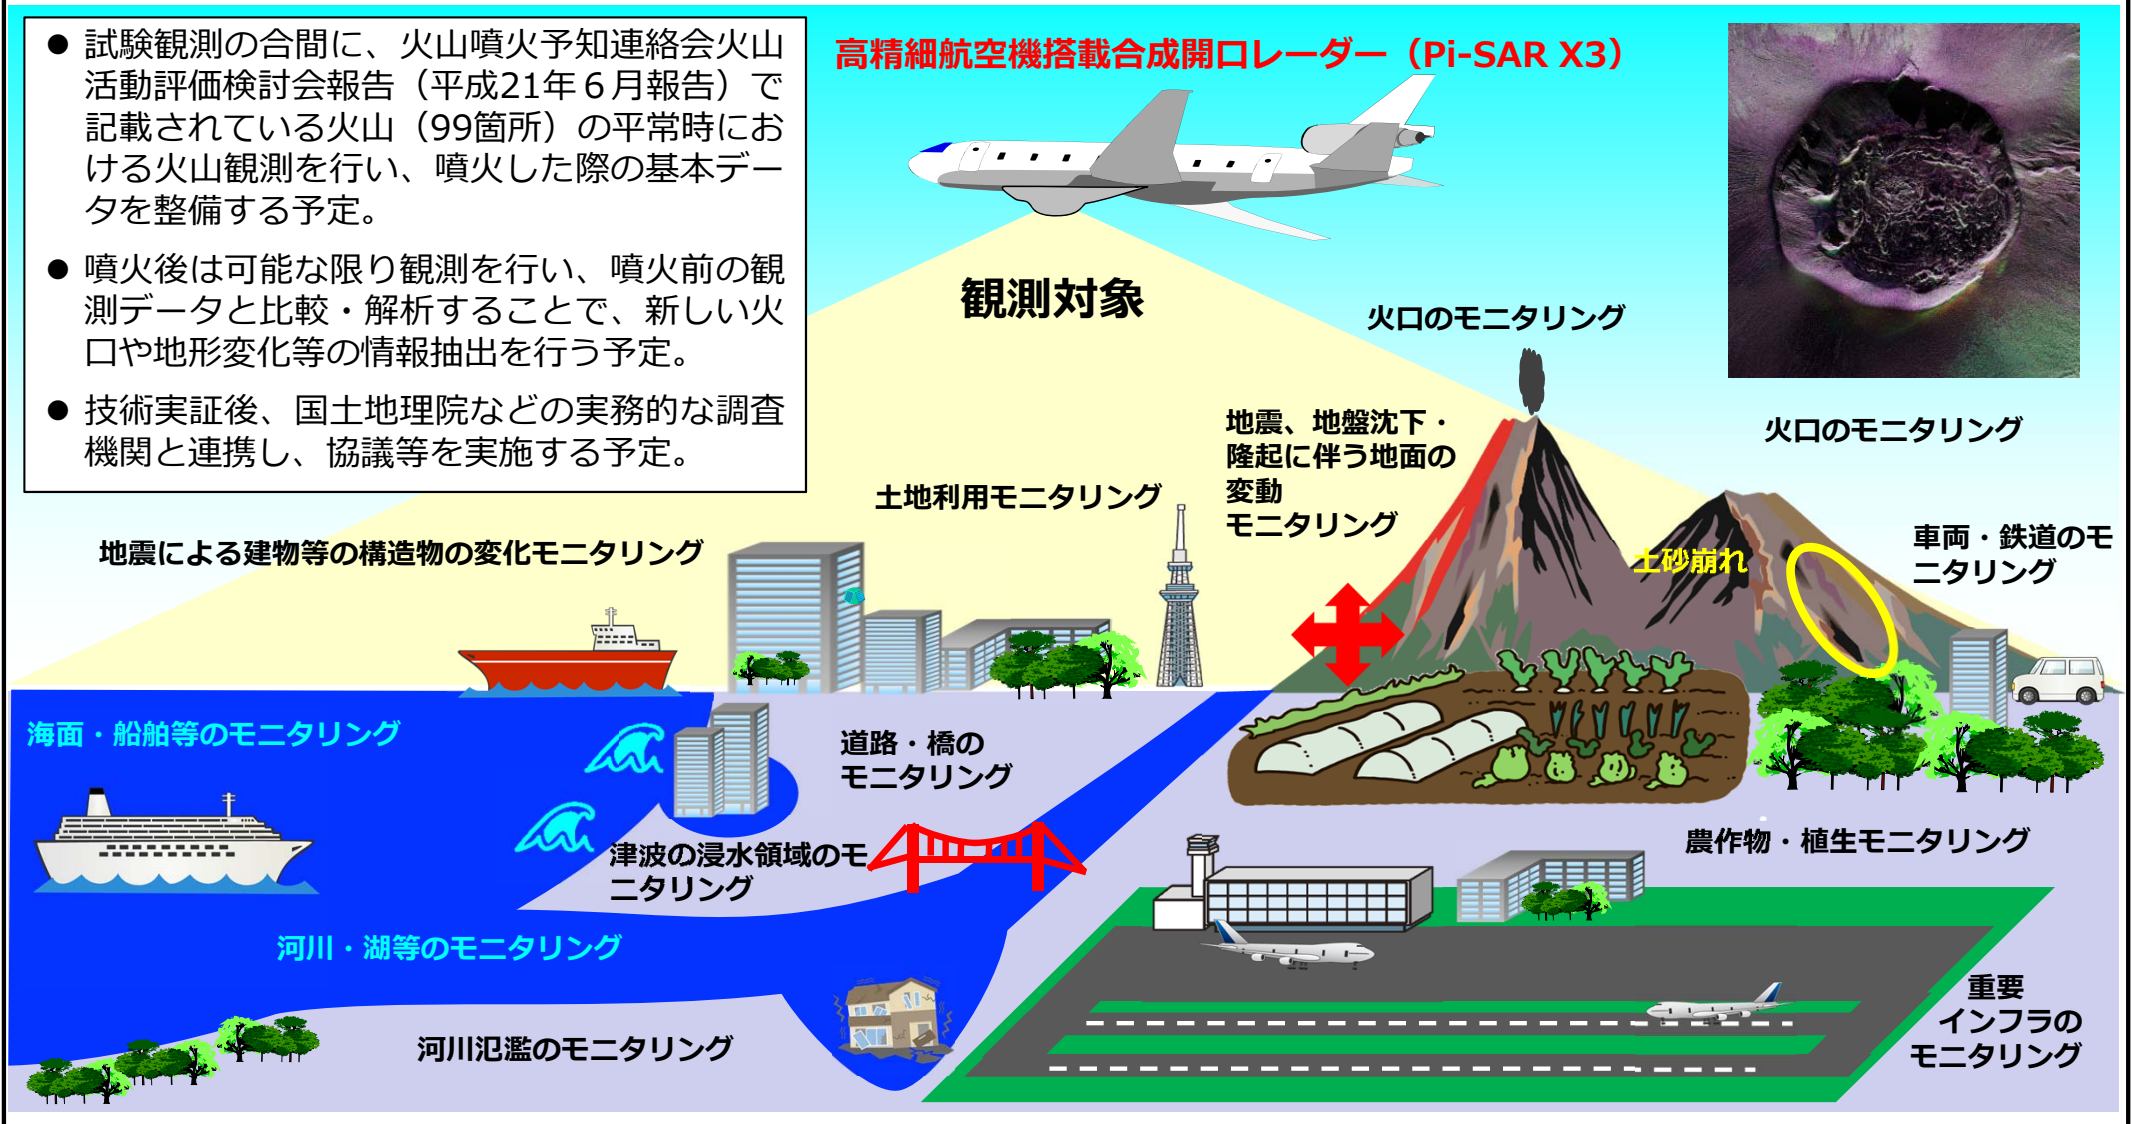 ● 試験観測の合間に、火山噴火予知連絡会火山
活動評価検討会報告（平成21年６月報告）で
記載されている火山（99箇所）の平常時にお
ける火山観測を行い、噴火した際の基本デー
タを整備する予定。
● 噴火後は可能な限り観測を行い、噴火前の観
測データと比較・解析することで、新しい火
口や地形変化等の情報抽出を行う予定。
● 技術実証後、国土地理院などの実務的な調査
機関と連携し、協議等を実施する予定。
高精細航空機搭載合成開口レーダー（Pi-SAR X3）
観測対象
火口のモニタリング
火口のモニタリング
地震、地盤沈下・
隆起に伴う地面の
変動
モニタリング
土地利用モニタリング
地震による建物等の構造物の変化モニタリング
土砂崩れ
車両・鉄道のモ
ニタリング
海面・船舶等のモニタリング
道路・橋の
モニタリング
津波の浸水領域のモ
ニタリング
農作物・植生モニタリング
河川・湖等のモニタリング
河川氾濫のモニタリング
重要
インフラの
モニタリング